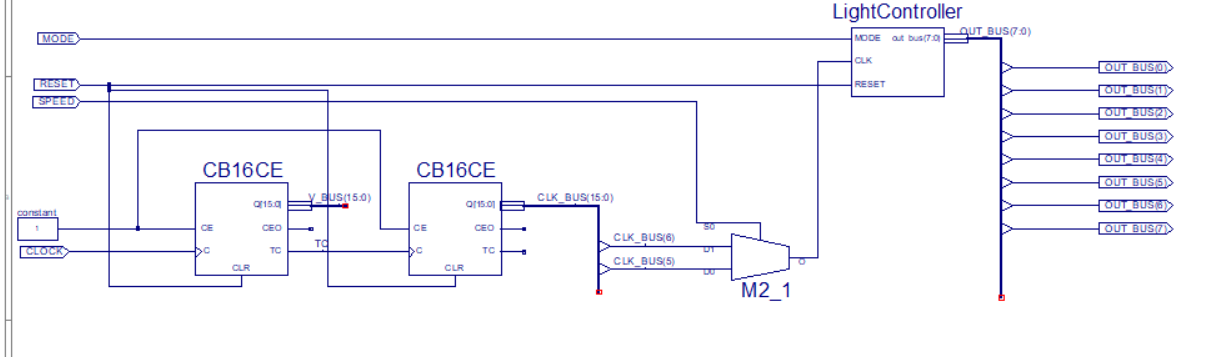 LightController
MODE
MODE
out_bus(7:0)
OUT_BUS(7:0)
CLK
RESET
RESET
SPEED
OUT_BUS(0)
OUT_BUS(1)
OUT_BUS(2)
OUT_BUS(3)
OUT_BUS(4)
OUT_BUS(5)
OUT_BUS(6)
OUT_BUS(7)
CB16CE
CB16CE
Q[15:0]
V_BUS(15:0)
Q[15:0]
CLK_BUS(15:0)
constant
1
CE
CEO
CE
CEO
CLOCK
C
TC
TC
C
TC
CLR
CLR
S0
CLK_BUS(6)
D1
CLK_BUS(5)
D0
O
M2_1